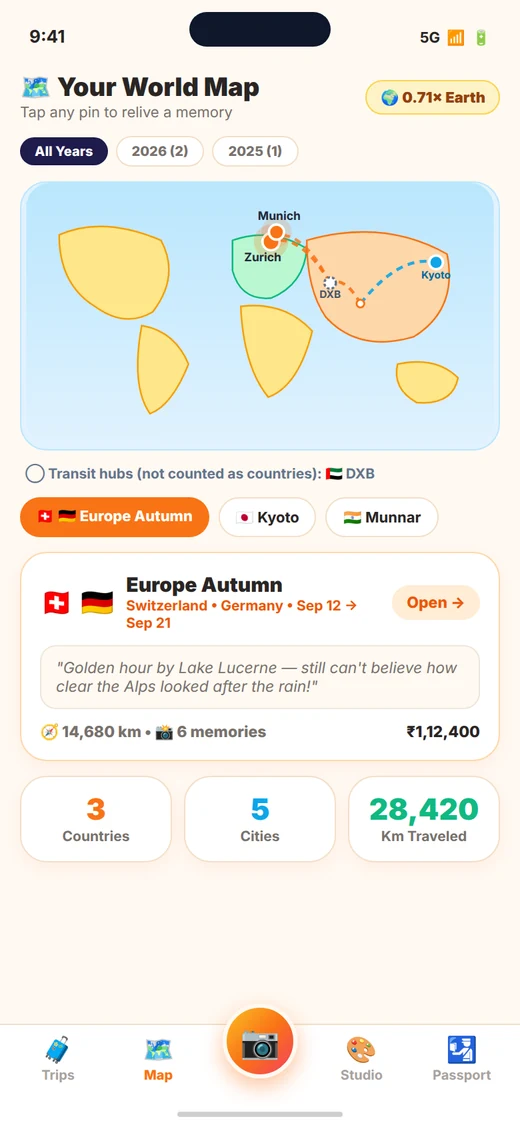 9:41
5G
Your World Map
Tap any pin to relive a memory
0.71× Earth
All Years
2026 (2)
2025 (1)
Munich
Zurich
Kyoto
DXB
Transit hubs (not counted as countries): DXB
Europe Autumn
Kyoto
Munnar
Europe Autumn
Switzerland • Germany • Sep 12 →
Sep 21
Open →
"Golden hour by Lake Lucerne — still can't believe how
clear the Alps looked after the rain!"
14,680 km • 6 memories
₹1,12,400
3
Countries
5
Cities
28,420
Km Traveled
Trips
Map
Studio
Passport